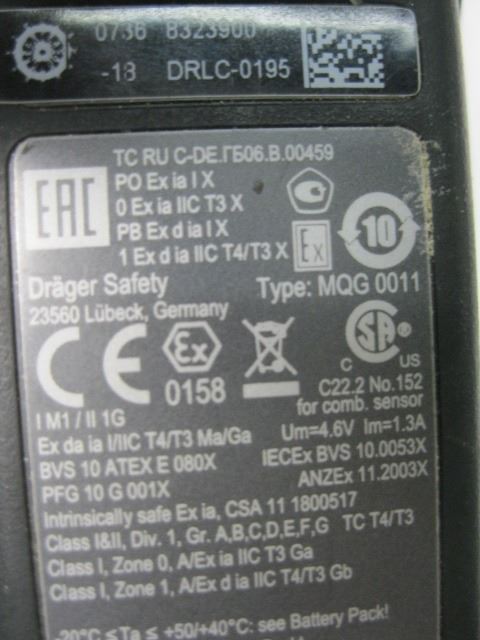 0736 8323900
-18 DRLC-0195
TC RU C-DE.ГБ06.B.00459
EAC
PO Ex ia I X
0 Ex ia IIC T3 X
PB Ex d ia I X
1 Ex d ia IIC T4/T3 X
Ex
10
Dräger Safety
Type: MQG 0011
23560 Lübeck, Germany
CE
Ex
0158
SA
®
C US
C22.2 No.152
for comb. sensor
I M1 / II 1G
Um=4.6V Im=1.3A
Ex da ia I/IIC T4/T3 Ma/Ga
IECEx BVS 10.0053X
BVS 10 ATEX E 080X
ANZEx 11.2003X
PFG 10 G 001X
Intrinsically safe Ex ia, CSA 11 1800517
Class I&II, Div. 1, Gr. A,B,C,D,E,F,G TC T4/T3
Class I, Zone 0, A/Ex ia IIC T3 Ga
Class I, Zone 1, A/Ex d ia IIC T4/T3 Gb
-20°C ≤Ta ≤ +50/+40°C: see Battery Pack!